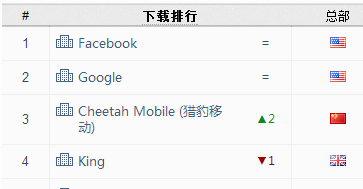 # 下载排行 总部
1 Facebook =
2 Google =
3 Cheetah Mobile (猎豹移
动) ▲2
4 King ▼1